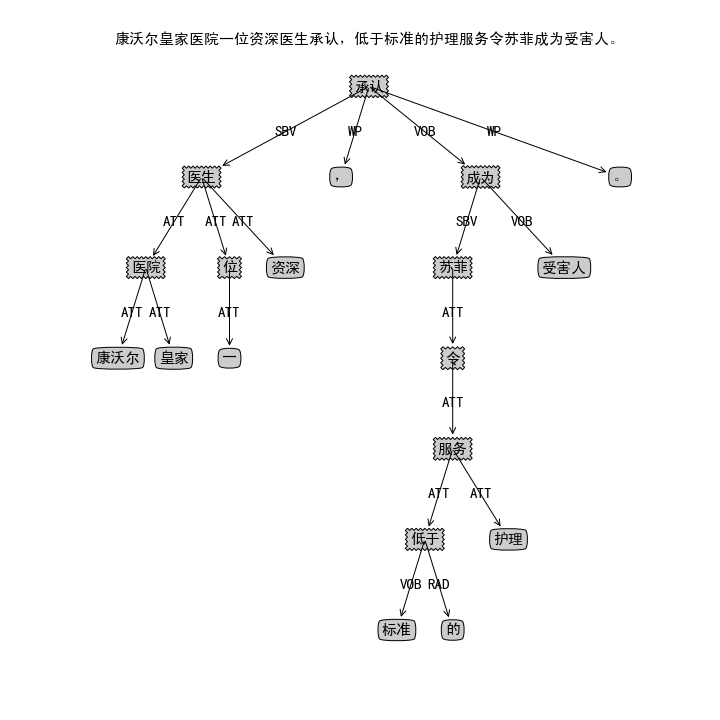 康沃尔皇家医院一位资深医生承认，低于标准的护理服务令苏菲成为受害人。
承认
SBV WP VOB WP
医生 ， 成为 。
ATT ATT ATT SBV VOB
医院 位 资深 苏菲 受害人
ATT ATT ATT ATT
康沃尔 皇家 一 令
ATT
服务
ATT ATT
低于 护理
VOB RAD
标准 的